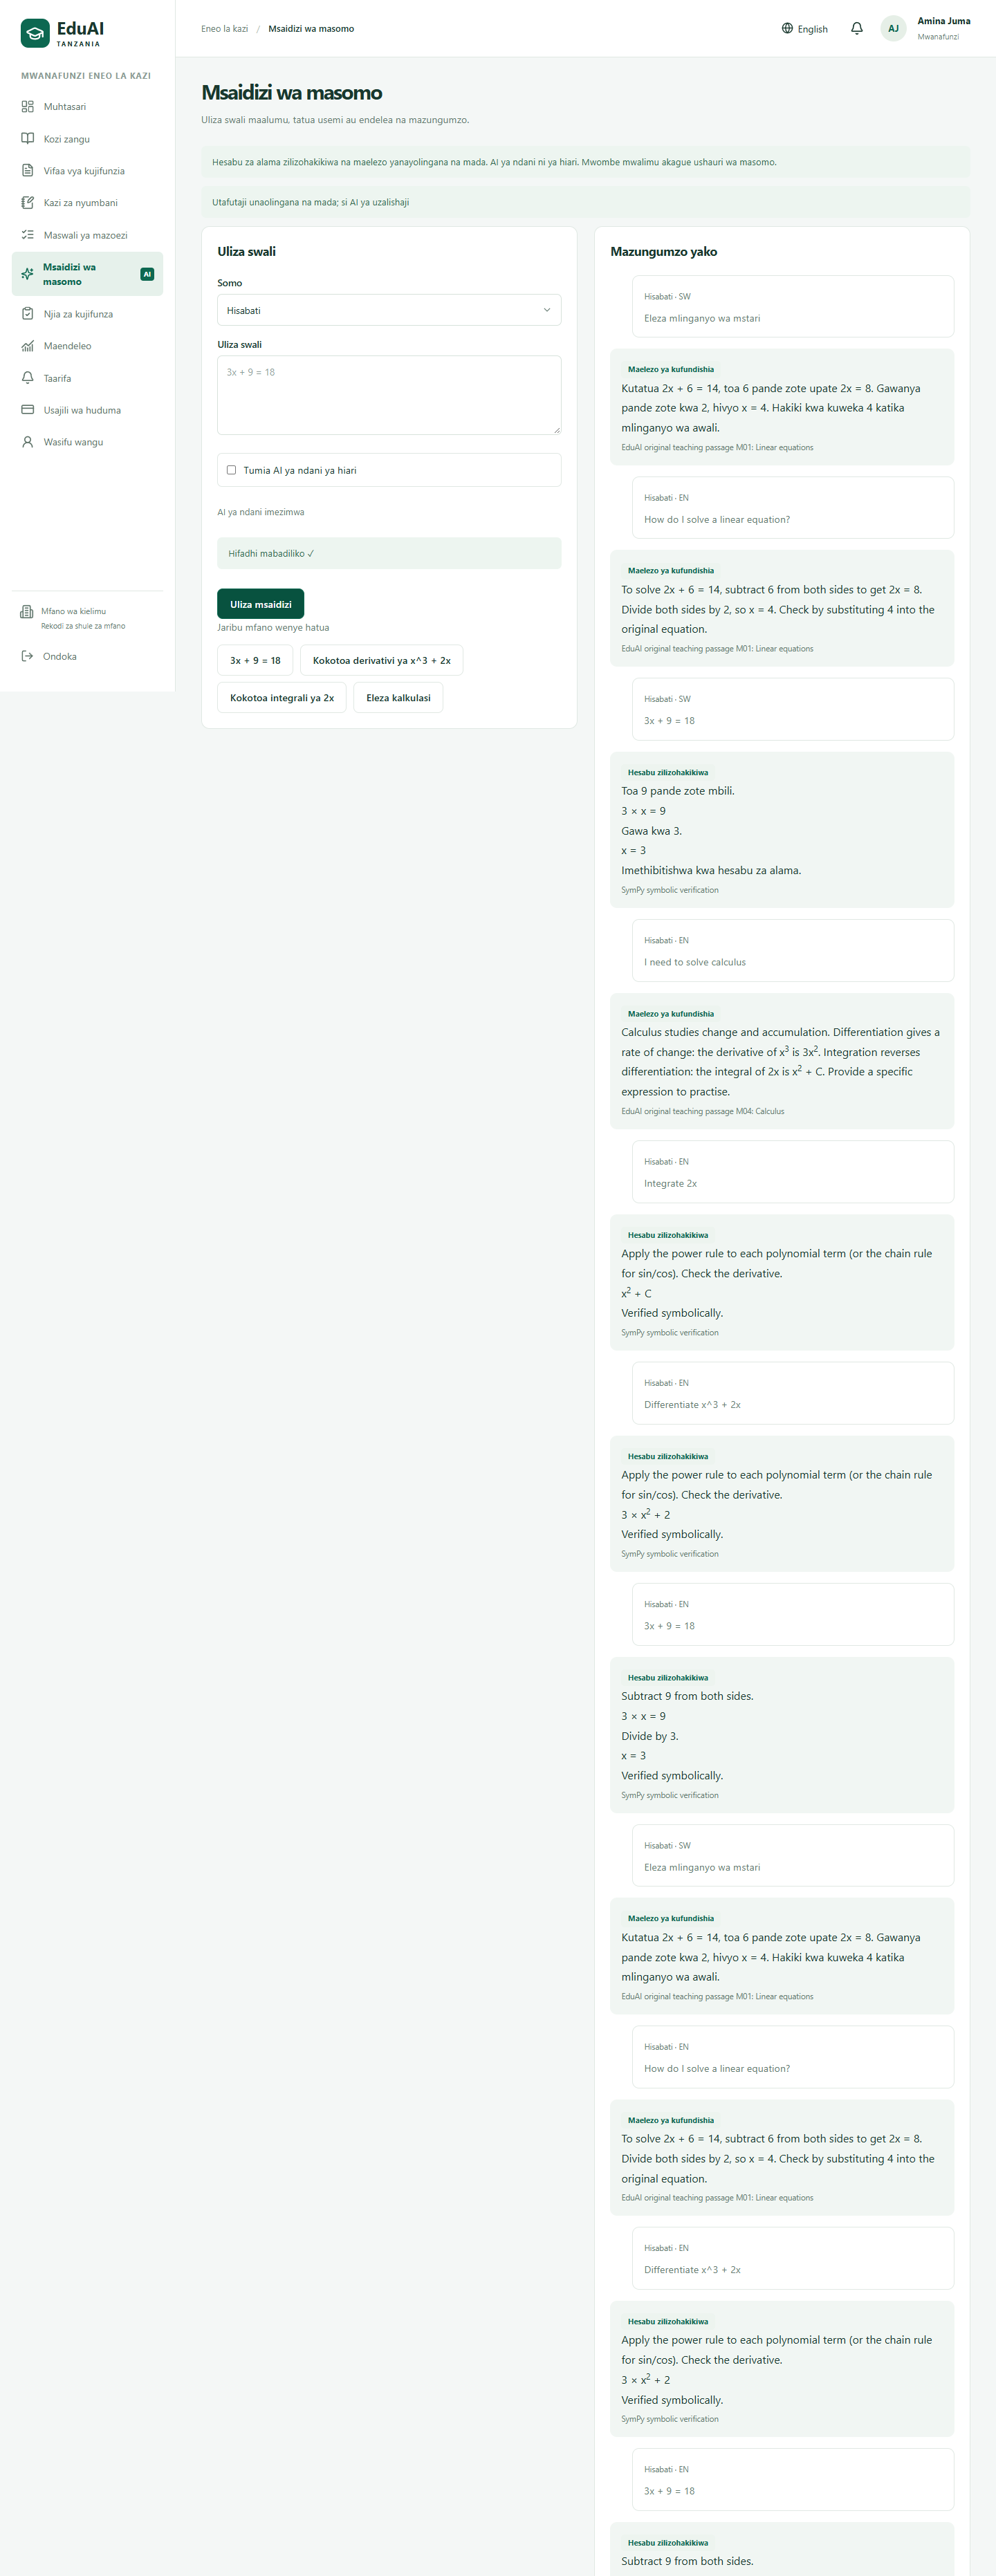 EduAI
TANZANIA
MWANAFUNZI ENEO LA KAZI
Muhtasari
Kozi zangu
Vifaa vya kujifunzia
Kazi za nyumbani
Maswali ya mazoezi
Msaidizi wa
masomo
AI
Njia za kujifunza
Maendeleo
Taarifa
Usajili wa huduma
Wasifu wangu
Mfano wa kielimu
Rekodi za shule za mfano
Ondoka
Eneo la kazi / Msaidizi wa masomo
English
AJ
Amina Juma
Mwanafunzi
Msaidizi wa masomo
Uliza swali maalumu, tatua usemi au endelea na mazungumzo.
Hesabu za alama zilizohakikiwa na maelezo yanayolingana na mada. AI ya ndani ni ya hiari. Mwombe mwalimu akague ushauri wa masomo.
Utafutaji unaolingana na mada; si AI ya uzalishaji
Uliza swali
Somo
Hisabati
Uliza swali
3x + 9 = 18
Tumia AI ya ndani ya hiari
AI ya ndani imezimwa
Hifadhi mabadiliko ✓
Uliza msaidizi
Jaribu mfano wenye hatua
3x + 9 = 18
Kokotoa derivativi ya x^3 + 2x
Kokotoa integrali ya 2x
Eleza kalkulasi
Mazungumzo yako
Hisabati · SW
Eleza mlinganyo wa mstari
Maelezo ya kufundishia
Kutatua 2x + 6 = 14, toa 6 pande zote upate 2x = 8. Gawanya
pande zote kwa 2, hivyo x = 4. Hakiki kwa kuweka 4 katika
mlinganyo wa awali.
EduAI original teaching passage M01: Linear equations
Hisabati · EN
How do I solve a linear equation?
Maelezo ya kufundishia
To solve 2x + 6 = 14, subtract 6 from both sides to get 2x = 8.
Divide both sides by 2, so x = 4. Check by substituting 4 into the
original equation.
EduAI original teaching passage M01: Linear equations
Hisabati · SW
3x + 9 = 18
Hesabu zilizohakikiwa
Toa 9 pande zote mbili.
3 × x = 9
Gawa kwa 3.
x = 3
Imethibitishwa kwa hesabu za alama.
SymPy symbolic verification
Hisabati · EN
I need to solve calculus
Maelezo ya kufundishia
Calculus studies change and accumulation. Differentiation gives a
rate of change: the derivative of x³ is 3x². Integration reverses
differentiation: the integral of 2x is x² + C. Provide a specific
expression to practise.
EduAI original teaching passage M04: Calculus
Hisabati · EN
Integrate 2x
Hesabu zilizohakikiwa
Apply the power rule to each polynomial term (or the chain rule
for sin/cos). Check the derivative.
x² + C
Verified symbolically.
SymPy symbolic verification
Hisabati · EN
Differentiate x^3 + 2x
Hesabu zilizohakikiwa
Apply the power rule to each polynomial term (or the chain rule
for sin/cos). Check the derivative.
3 × x² + 2
Verified symbolically.
SymPy symbolic verification
Hisabati · EN
3x + 9 = 18
Hesabu zilizohakikiwa
Subtract 9 from both sides.
3 × x = 9
Divide by 3.
x = 3
Verified symbolically.
SymPy symbolic verification
Hisabati · SW
Eleza mlinganyo wa mstari
Maelezo ya kufundishia
Kutatua 2x + 6 = 14, toa 6 pande zote upate 2x = 8. Gawanya
pande zote kwa 2, hivyo x = 4. Hakiki kwa kuweka 4 katika
mlinganyo wa awali.
EduAI original teaching passage M01: Linear equations
Hisabati · EN
How do I solve a linear equation?
Maelezo ya kufundishia
To solve 2x + 6 = 14, subtract 6 from both sides to get 2x = 8.
Divide both sides by 2, so x = 4. Check by substituting 4 into the
original equation.
EduAI original teaching passage M01: Linear equations
Hisabati · EN
Differentiate x^3 + 2x
Hesabu zilizohakikiwa
Apply the power rule to each polynomial term (or the chain rule
for sin/cos). Check the derivative.
3 × x² + 2
Verified symbolically.
SymPy symbolic verification
Hisabati · EN
3x + 9 = 18
Hesabu zilizohakikiwa
Subtract 9 from both sides.